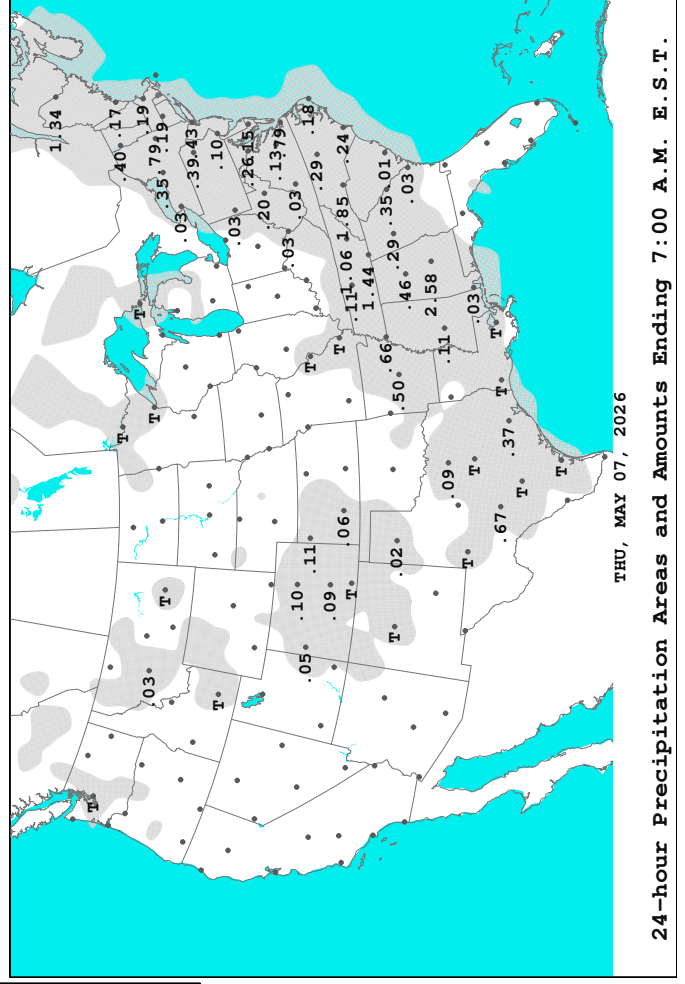 1.34
T
.17
.40
T
T
.19
.03
T
.79
.19
T
.35
.03
.39 .43
.10
T
.03
.26 .15
.20
.13 .79
.03
.10
.03
.05
.11
T
.18
.29
.09
T
.06
1.85
.24
T
.11 1.06
1.44
.01
.66
.35
T
.02
.50
.29
.46
.03
2.58
.11
.09
T
T
.03
T
.67
T
.37
T
T
THU, MAY 07, 2026
24-hour Precipitation Areas and Amounts Ending 7:00 A.M. E.S.T.